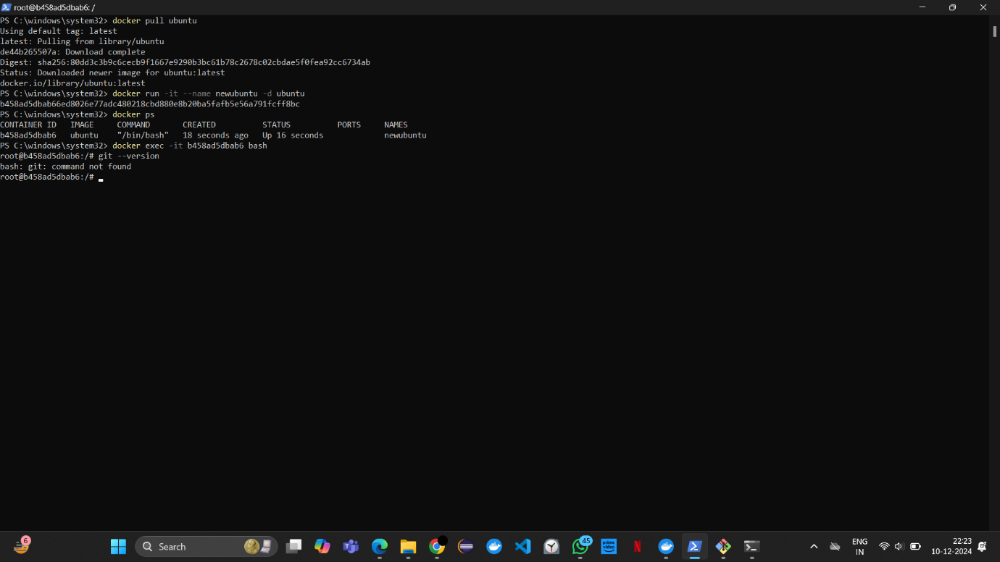 root@b458ad5dbab6: /
PS C:\windows\system32> docker pull ubuntu
Using default tag: latest
latest: Pulling from library/ubuntu
de44b265507a: Download complete
Digest: sha256:80dd3c3b9c6cecb9f1667e9290b3bc61b78c2678c02cbdae5f0fea92cc6734ab
Status: Downloaded newer image for ubuntu:latest
docker.io/library/ubuntu:latest
PS C:\windows\system32> docker run -it --name newubuntu -d ubuntu
b458ad5dbab66ed8026e77adc480218cbd880e8b20ba5fafb5e56a791fcff8bc
PS C:\windows\system32> docker ps
CONTAINER ID   IMAGE     COMMAND       CREATED          STATUS          PORTS     NAMES
b458ad5dbab6   ubuntu    "/bin/bash"   18 seconds ago   Up 16 seconds             newubuntu
PS C:\windows\system32> docker exec -it b458ad5dbab6 bash
root@b458ad5dbab6:/# git --version
bash: git: command not found
root@b458ad5dbab6:/#
6
Search
45
prime video
N
ENG
IN
22:23
10-12-2024